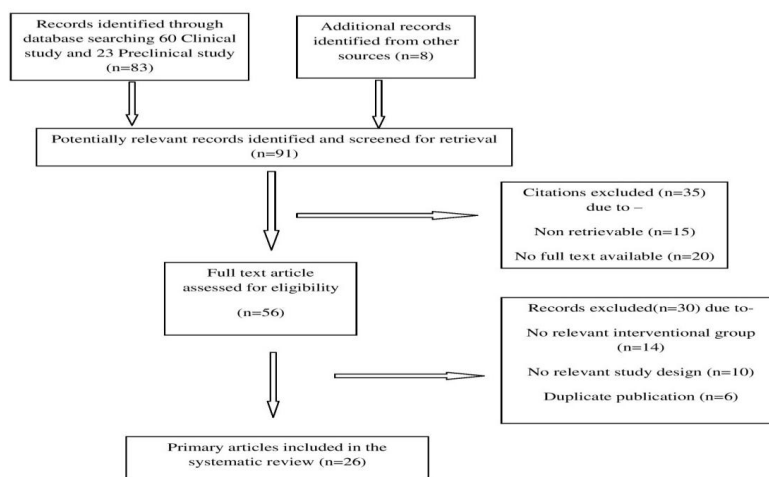 Records identified through
database searching 60 Clinical
study and 23 Preclinical study
(n=83)
Additional records
identified from other
sources (n=8)
Potentially relevant records identified and screened for retrieval
(n=91)
Citations excluded (n=35)
due to –
Non retrievable (n=15)
No full text available (n=20)
Full text article
assessed for eligibility
(n=56)
Records excluded(n=30) due to-
No relevant interventional group
(n=14)
No relevant study design (n=10)
Duplicate publication (n=6)
Primary articles included in the
systematic review (n=26)